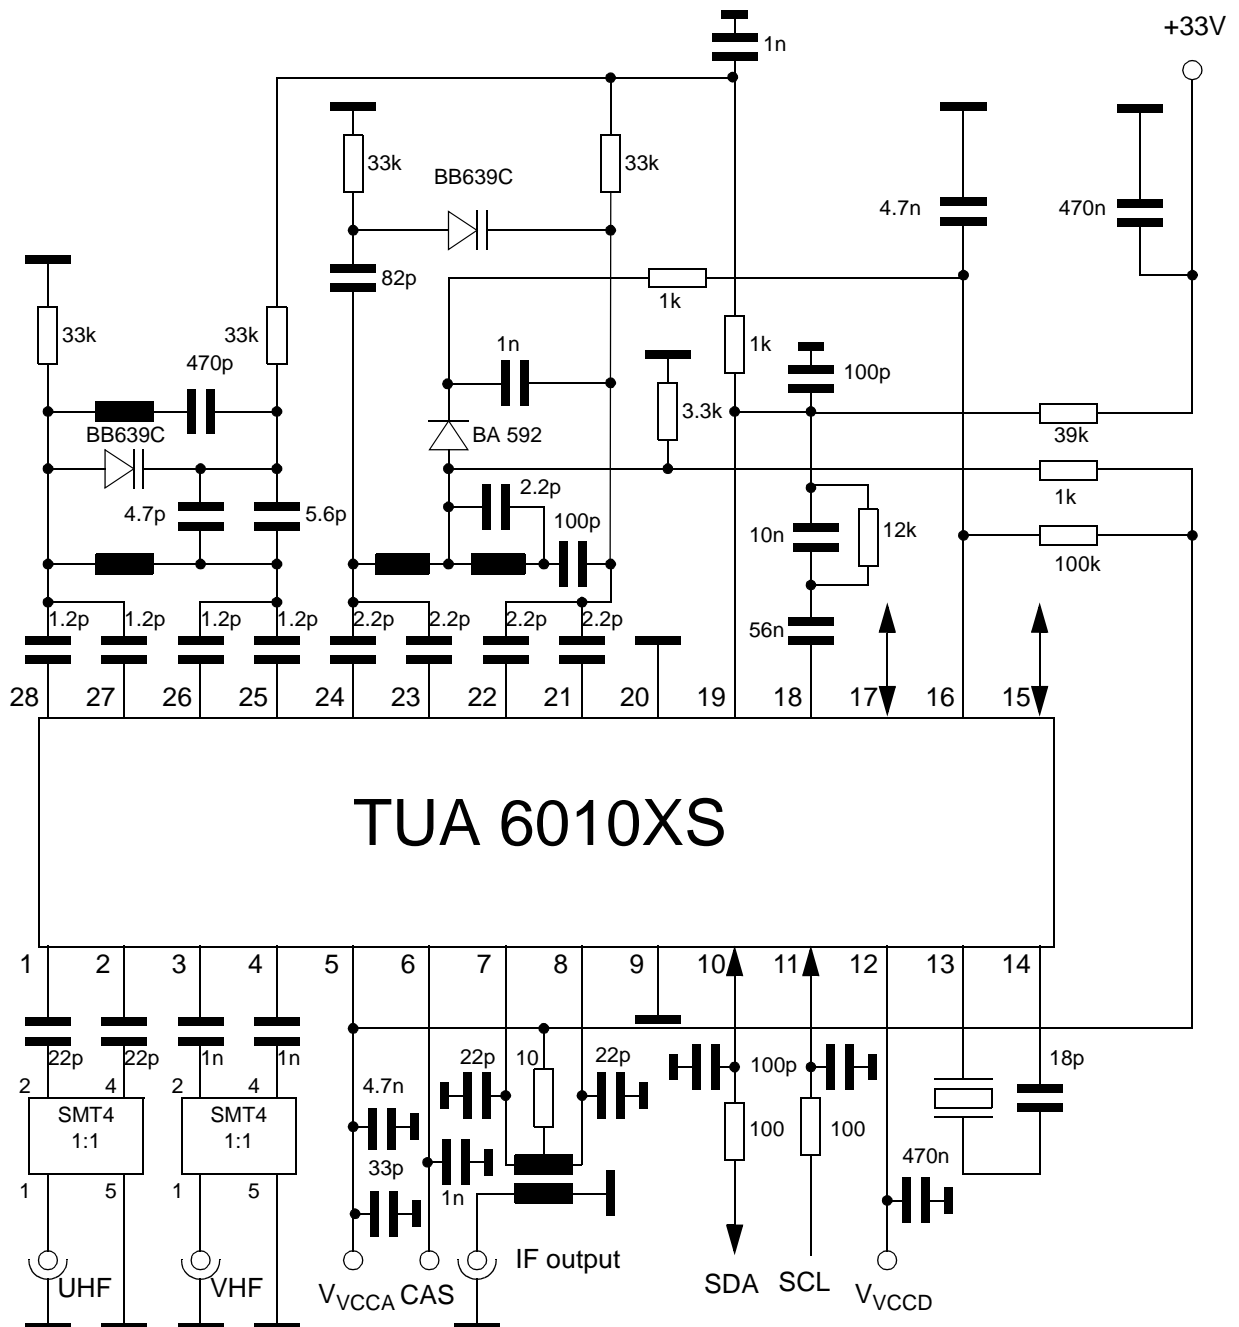 +33V
1n
33k
BB639C
33k
4.7n
470n
82p
1k
33k
33k
470p
1n
1k
100p
3.3k
39k
BB639C
BA 592
1k
4.7p
5.6p
2.2p
100p
10n
12k
100k
1.2p 1.2p 1.2p 1.2p 2.2p 2.2p 2.2p 2.2p
56n
28 27 26 25 24 23 22 21 20 19 18 17 16 15
TUA 6010XS
1 2 3 4 5 6 7 8 9 10 11 12 13 14
22p 22p 1n 1n
22p 10 22p
100p
18p
2 4 2 4
4.7n
SMT4
1:1
SMT4
1:1
100 100
33p
470n
1 5 1 5
1n
UHF VHF
IF output
VVCCA CAS
SDA SCL
VVCCD